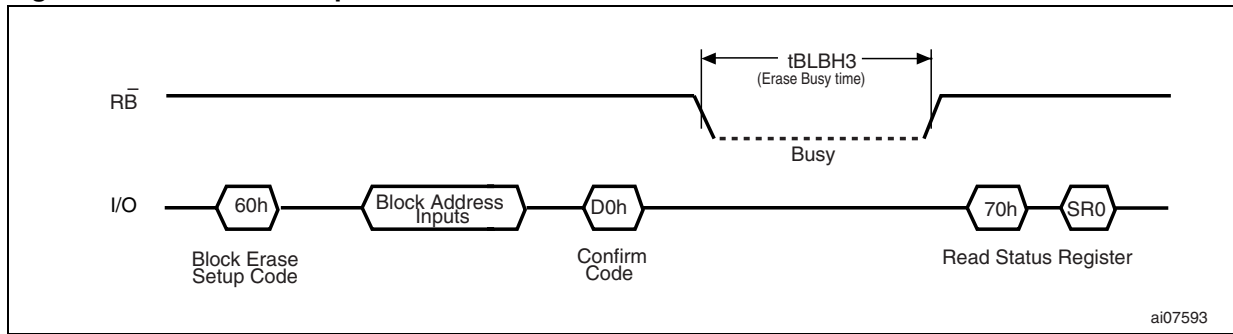 tBLBH3
(Erase Busy time)
RB̅
Busy
I/O
60h
Block Address
Inputs
D0h
70h
SR0
Block Erase
Setup Code
Confirm
Code
Read Status Register
ai07593